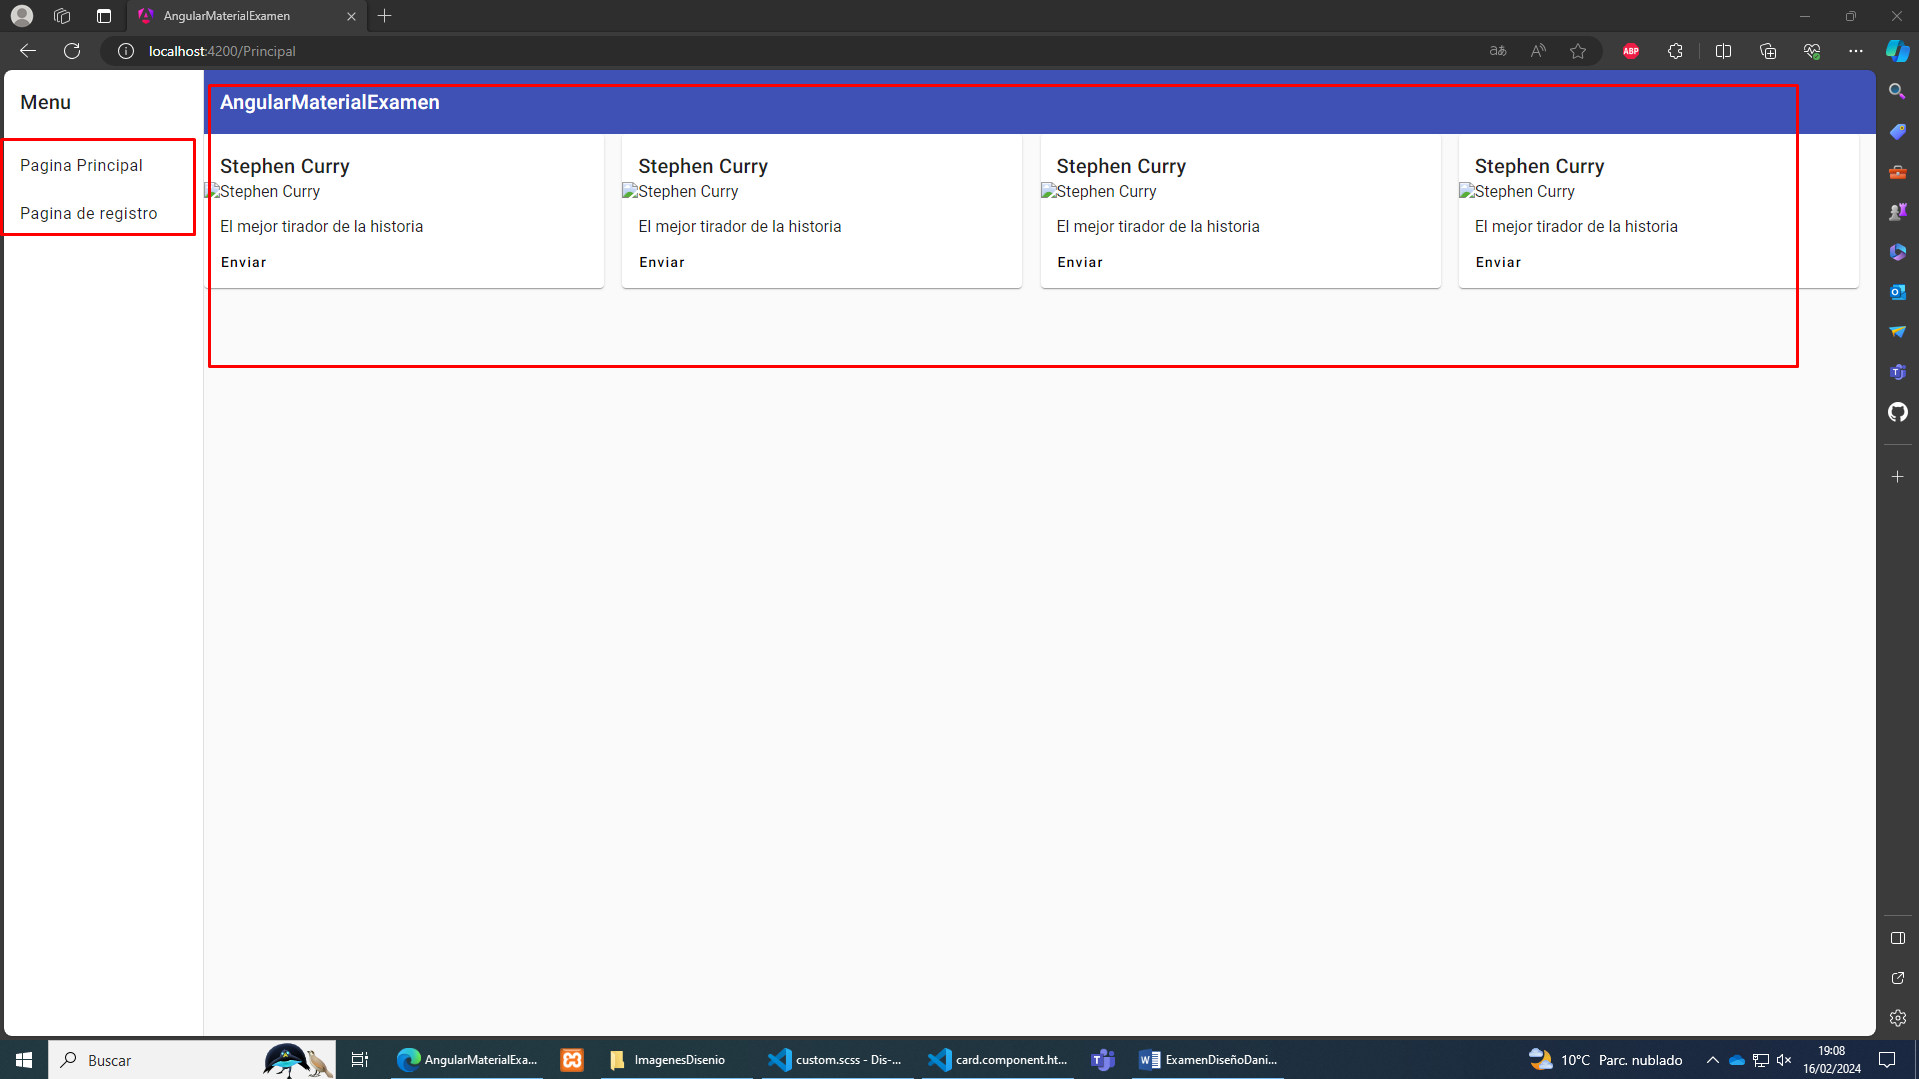 AngularMaterialExamen
localhost:4200/Principal
aあ
A
ABP
Menu
AngularMaterialExamen
Pagina Principal
Pagina de registro
Stephen Curry
Stephen Curry
El mejor tirador de la historia
Enviar
Stephen Curry
Stephen Curry
El mejor tirador de la historia
Enviar
Stephen Curry
Stephen Curry
El mejor tirador de la historia
Enviar
Stephen Curry
Stephen Curry
El mejor tirador de la historia
Enviar
Buscar
AngularMaterialExa...
ImagenesDisenio
custom.scss - Dis-...
card.component.ht...
ExamenDiseñoDani...
10°C Parc. nublado
19:08
16/02/2024